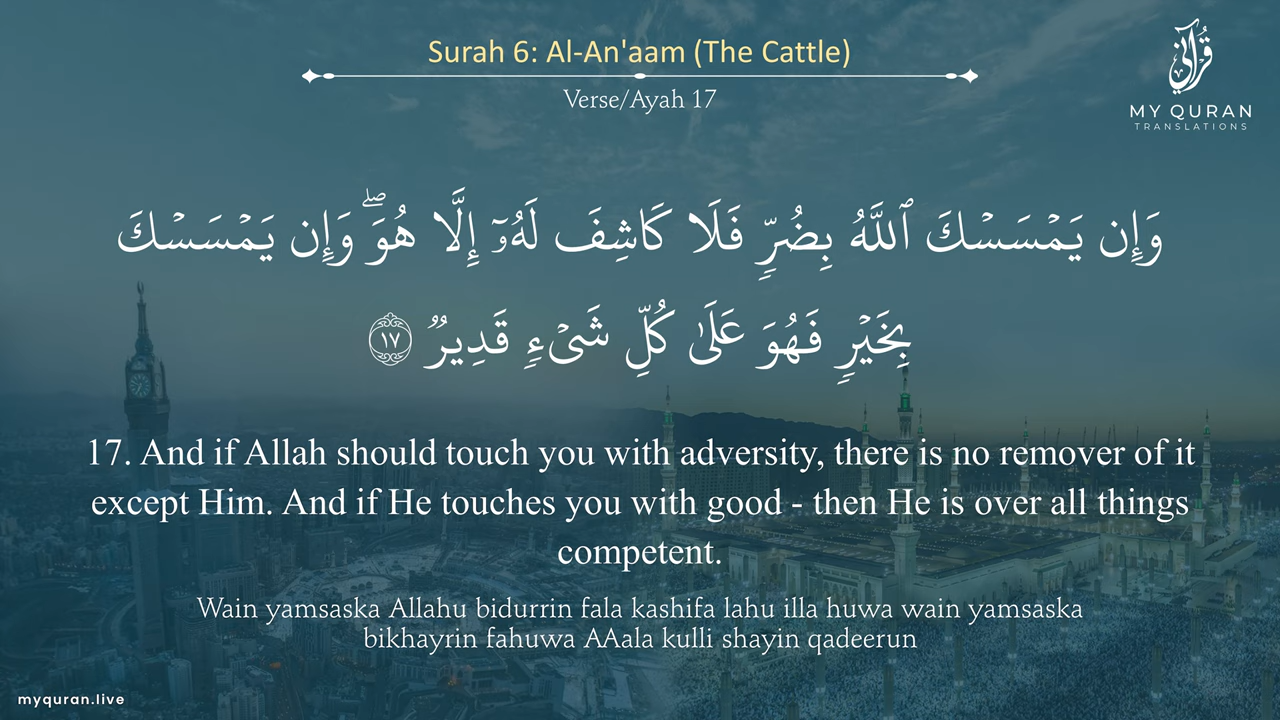 Surah 6: Al-An'aam (The Cattle)
Verse/Ayah 17
قرآني
MY QURAN
TRANSLATIONS
وَإِن يَمۡسَسۡكَ ٱللَّهُ بِضُرࣲّ فَلَا كَاشِفَ لَهُۥۤ إِلَّا هُوَۖ وَإِن يَمۡسَسۡكَ
بِخَيۡرࣲ فَهُوَ عَلَىٰ كُلِّ شَیۡءࣲ قَدِيرࣱ ١٧
17. And if Allah should touch you with adversity, there is no remover of it
except Him. And if He touches you with good - then He is over all things
competent.
Wain yamsaska Allahu bidurrin fala kashifa lahu illa huwa wain yamsaska
bikhayrin fahuwa AAala kulli shayin qadeerun
myquran.live